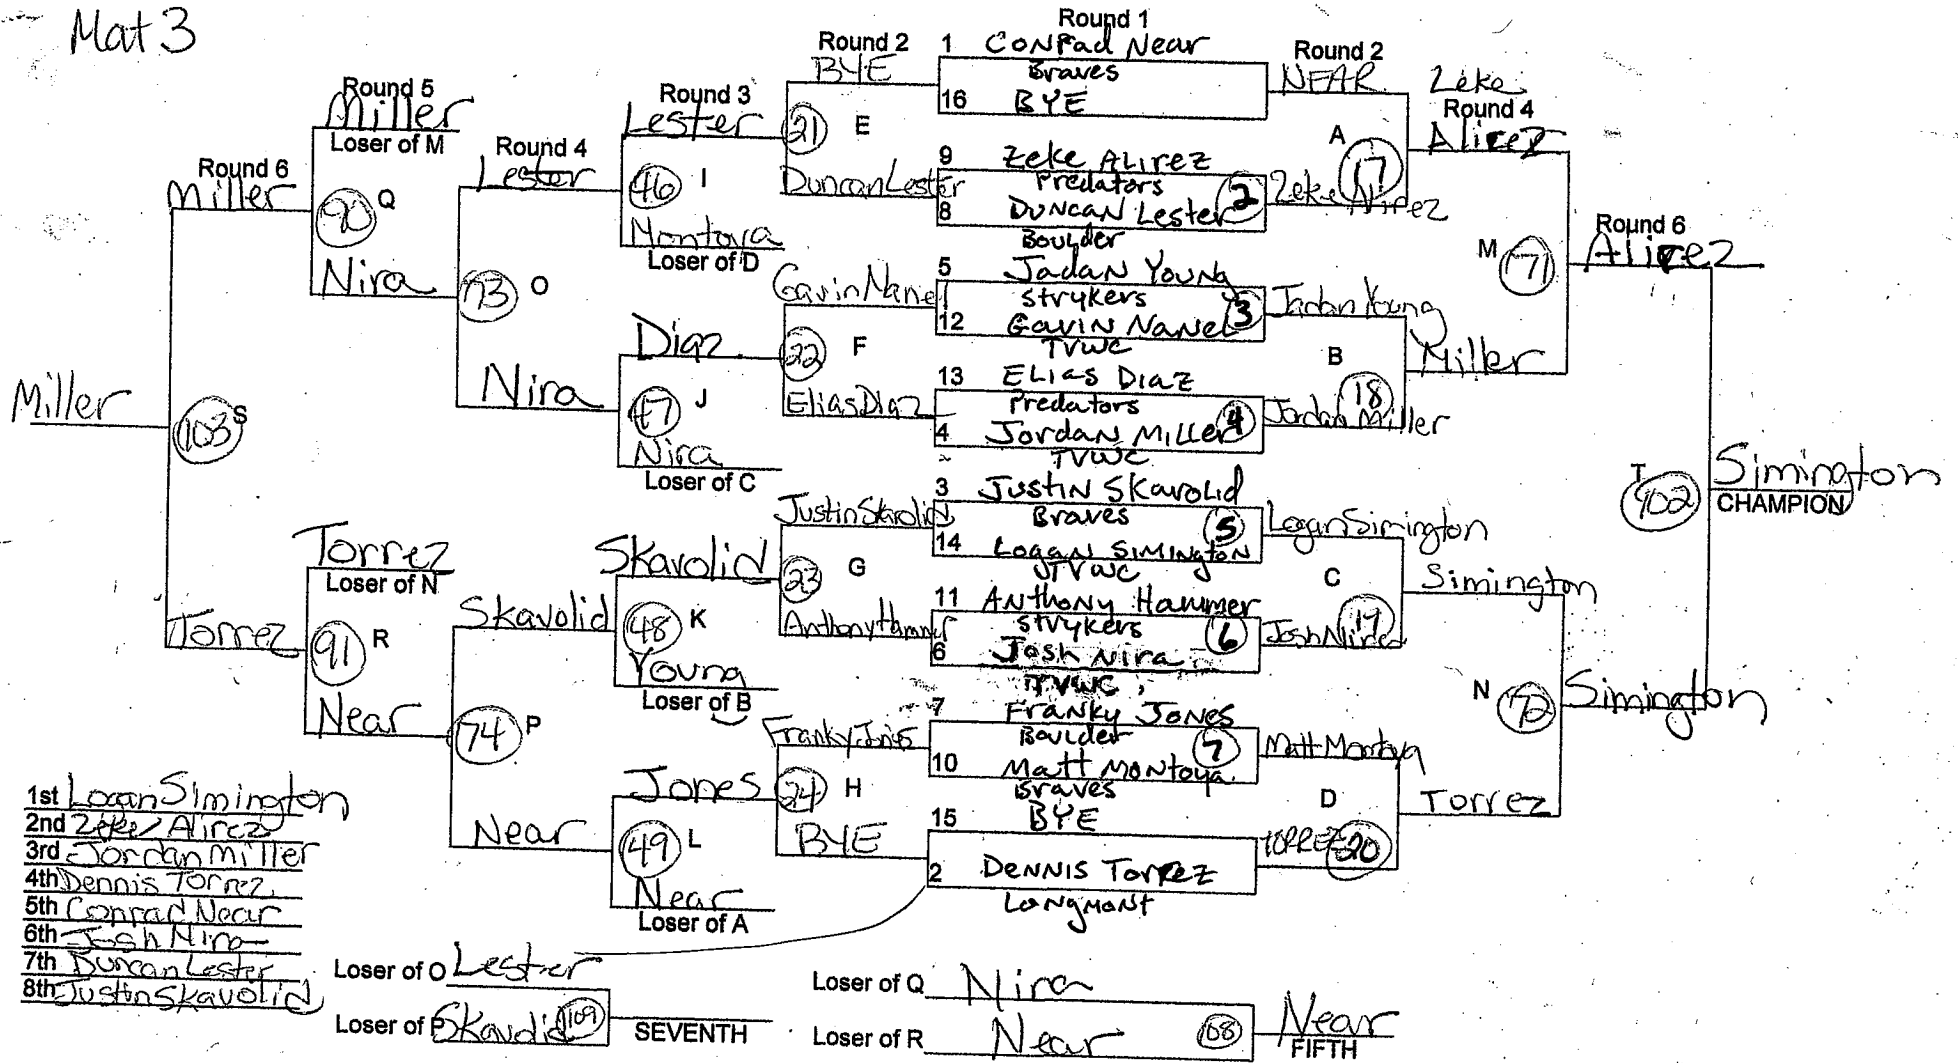 Mat 3
Round 1
1 Conrad Near
Braves
16 BYE
9 Zeke Alirez
Predators
8 Duncan Lester
2
Boulder
5 Jadan Young
Strykers
12 Gavin Nanel
3
TVWC
13 Elias Diaz
Predators
4 Jordan Miller
4
TVWC
3 Justin Skavolid
Braves
5
14 Logan Simington
TVWC
11 Anthony Hammer
Strykers
6
6 Josh Nira
TVWC
7 Franky Jones
Boulder
7
10 Matt Montoya
Braves
15 BYE
2 Dennis Torrez
Longmont
Round 2
NEAR
A
17
Zeke Alirez
Jadan Young
B
18
Jordan Miller
Logan Simington
C
19
Josh Nira
Matt Montoya
D
TORREZ
20
Zeke
Round 4
Alirez
M
71
Miller
Simington
N
72
Torrez
Round 6
Alirez
T
102
Simington
Simington
CHAMPION
Round 2
BYE
21
E
Duncan Lester
Gavin Nanel
22
F
Elias Diaz
Justin Skavolid
23
G
Anthony Hammer
Franky Jones
24
H
BYE
Round 3
Lester
46
I
Montoya
Loser of D
Diaz
47
J
Nira
Loser of C
Skavolid
48
K
Young
Loser of B
Jones
49
L
Near
Loser of A
Round 4
Lester
73
O
Nira
Skavolid
74
P
Near
Round 5
Miller
Loser of M
90
Q
Nira
Torrez
Loser of N
91
R
Near
Round 6
Miller
103
S
Torrez
Miller
1st Logan Simington
2nd Zeke Alirez
3rd Jordan Miller
4th Dennis Torrez
5th Conrad Near
6th Josh Nira
7th Duncan Lester
8th Justin Skavolid
Loser of O Lester
Loser of P Skavolid
109
SEVENTH
Loser of Q Nira
Loser of R Near
108
Near
FIFTH